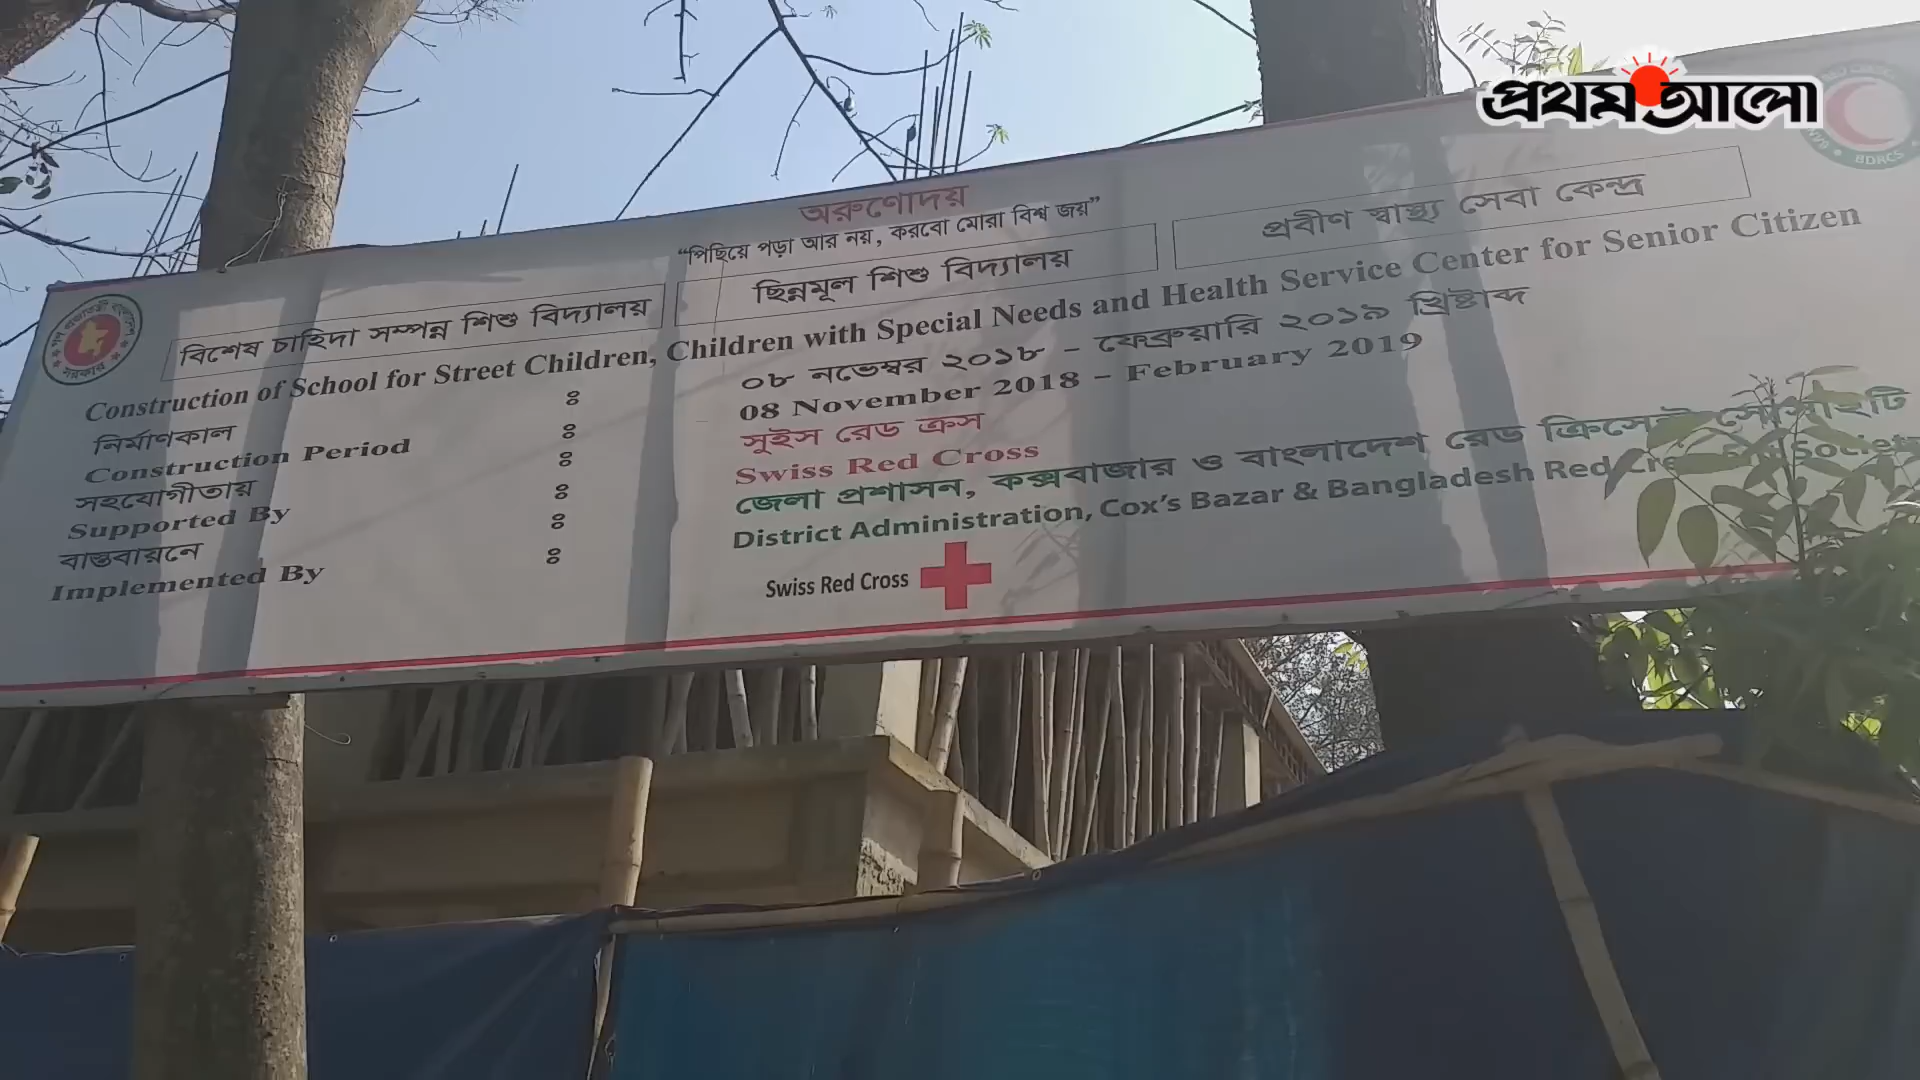 প্রথম আলো
অরুণোদয়
“পিছিয়ে পড়া আর নয়, করবো মোরা বিশ্ব জয়”
বিশেষ চাহিদা সম্পন্ন শিশু বিদ্যালয়
ছিন্নমূল শিশু বিদ্যালয়
প্রবীণ স্বাস্থ্য সেবা কেন্দ্র
Construction of School for Street Children, Children with Special Needs and Health Service Center for Senior Citizen
নির্মাণকাল : ০৮ নভেম্বর ২০১৮ - ফেব্রুয়ারি ২০১৯ খ্রিষ্টাব্দ
Construction Period : 08 November 2018 - February 2019
সহযোগীতায় : সুইস রেড ক্রস
Supported By : Swiss Red Cross
বাস্তবায়নে : জেলা প্রশাসন, কক্সবাজার ও বাংলাদেশ রেড ক্রিসেন্ট সোসাইটি
Implemented By : District Administration, Cox's Bazar & Bangladesh Red
Swiss Red Cross
BDRCS